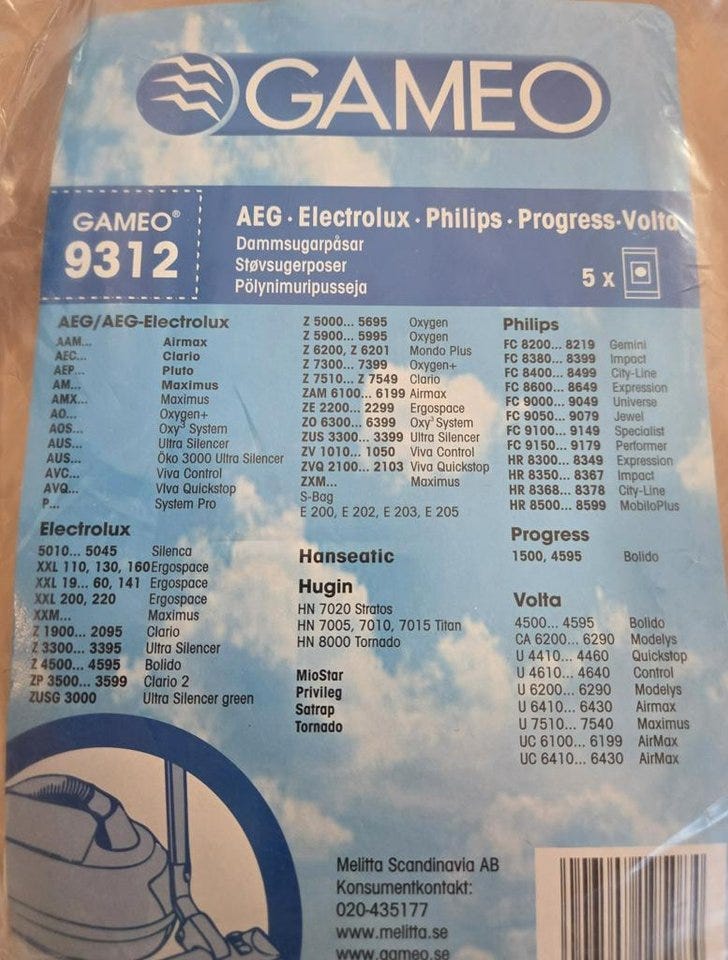 GAMEO
GAMEO®
9312
AEG · Electrolux · Philips · Progress · Volta
Dammsugarpåsar
Støvsugerposer
Pölynimuripusseja
5 x
AEG/AEG-Electrolux
AAM... Airmax
AEC... Clario
AEP... Pluto
AM... Maximus
AMX... Maximus
AO... Oxygen+
AOS... Oxy³ System
AUS... Ultra Silencer
AUS... Öko 3000 Ultra Silencer
AVC... Viva Control
AVQ... Viva Quickstop
P... System Pro
Electrolux
5010... 5045 Silenca
XXL 110, 130, 160 Ergospace
XXL 19... 60, 141 Ergospace
XXL 200, 220 Ergospace
XXM... Maximus
Z 1900... 2095 Clario
Z 3300... 3395 Ultra Silencer
Z 4500... 4595 Bolido
ZP 3500... 3599 Clario 2
ZUSG 3000 Ultra Silencer green
Z 5000... 5695 Oxygen
Z 5900... 5995 Oxygen
Z 6200, Z 6201 Mondo Plus
Z 7300... 7399 Oxygen+
Z 7510... Z 7549 Clario
ZAM 6100... 6199 Airmax
ZE 2200... 2299 Ergospace
ZO 6300... 6399 Oxy³System
ZUS 3300... 3399 Ultra Silencer
ZV 1010... 1050 Viva Control
ZVQ 2100... 2103 Viva Quickstop
ZXM... Maximus
S-Bag
E 200, E 202, E 203, E 205
Hanseatic
Hugin
HN 7020 Stratos
HN 7005, 7010, 7015 Titan
HN 8000 Tornado
MioStar
Privileg
Satrap
Tornado
Philips
FC 8200... 8219 Gemini
FC 8380... 8399 Impact
FC 8400... 8499 City-Line
FC 8600... 8649 Expression
FC 9000... 9049 Universe
FC 9050... 9079 Jewel
FC 9100... 9149 Specialist
FC 9150... 9179 Performer
HR 8300... 8349 Expression
HR 8350... 8367 Impact
HR 8368... 8378 City-Line
HR 8500... 8599 MobiloPlus
Progress
1500, 4595 Bolido
Volta
4500... 4595 Bolido
CA 6200... 6290 Modelys
U 4410... 4460 Quickstop
U 4610... 4640 Control
U 6200... 6290 Modelys
U 6410... 6430 Airmax
U 7510... 7540 Maximus
UC 6100... 6199 AirMax
UC 6410... 6430 AirMax
Melitta Scandinavia AB
Konsumentkontakt:
020-435177
www.melitta.se
www.gameo.se